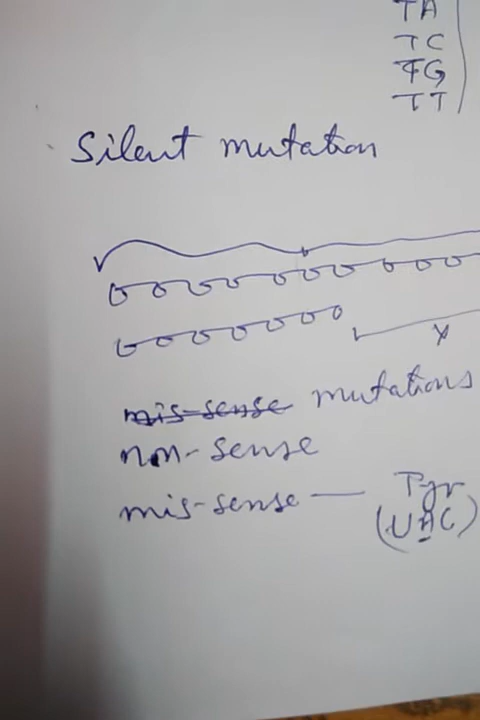 TA
TC
TG
TT
Silent mutation
x
mis-sense mutations
non-sense
mis-sense — Tyr
(UAC)